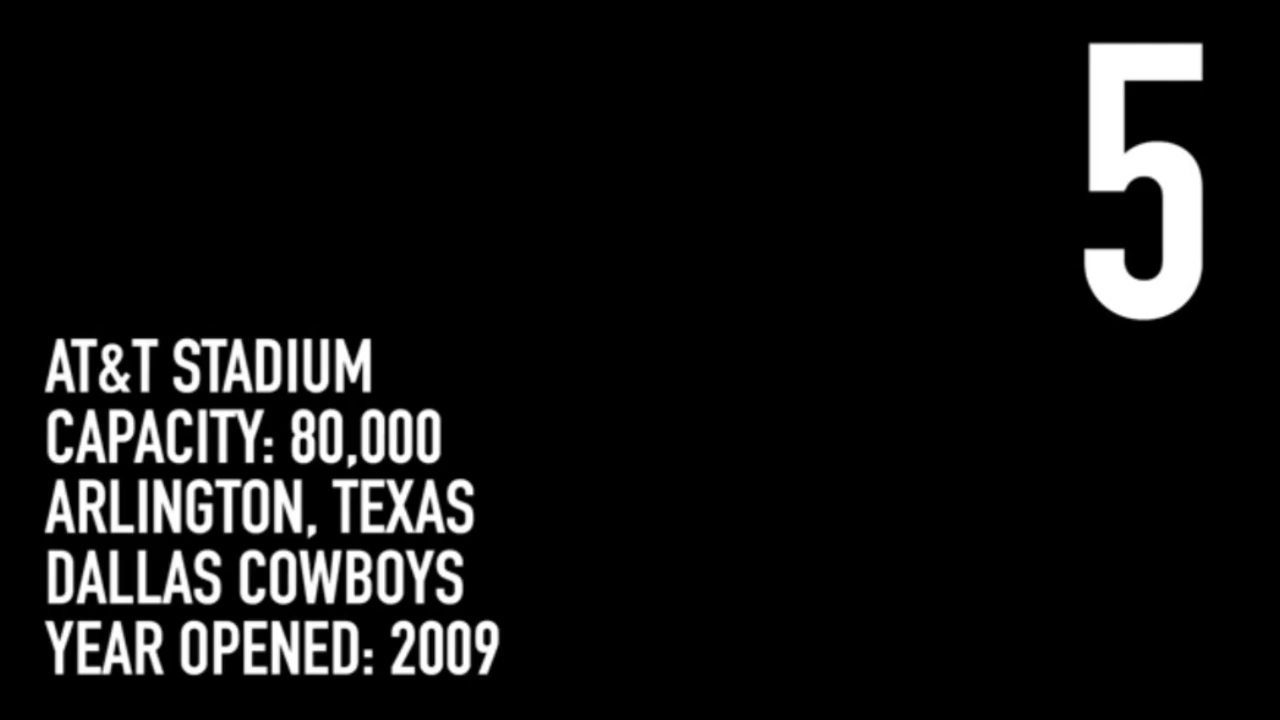 5
AT&T STADIUM
CAPACITY: 80,000
ARLINGTON, TEXAS
DALLAS COWBOYS
YEAR OPENED: 2009